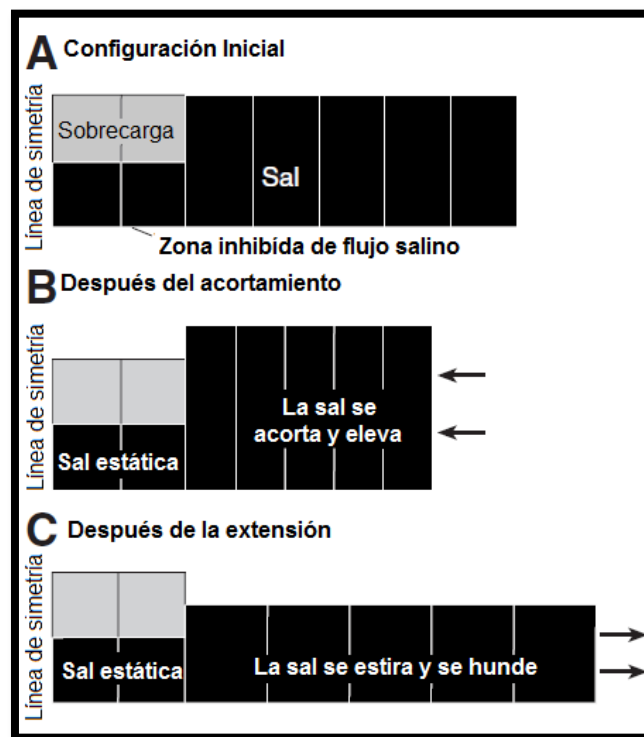 A Configuración Inicial
Línea de simetría
Sobrecarga
Sal
Zona inhibída de flujo salino
B Después del acortamiento
Línea de simetría
La sal se
acorta y eleva
Sal estática
C Después de la extensión
Línea de simetría
Sal estática
La sal se estira y se hunde